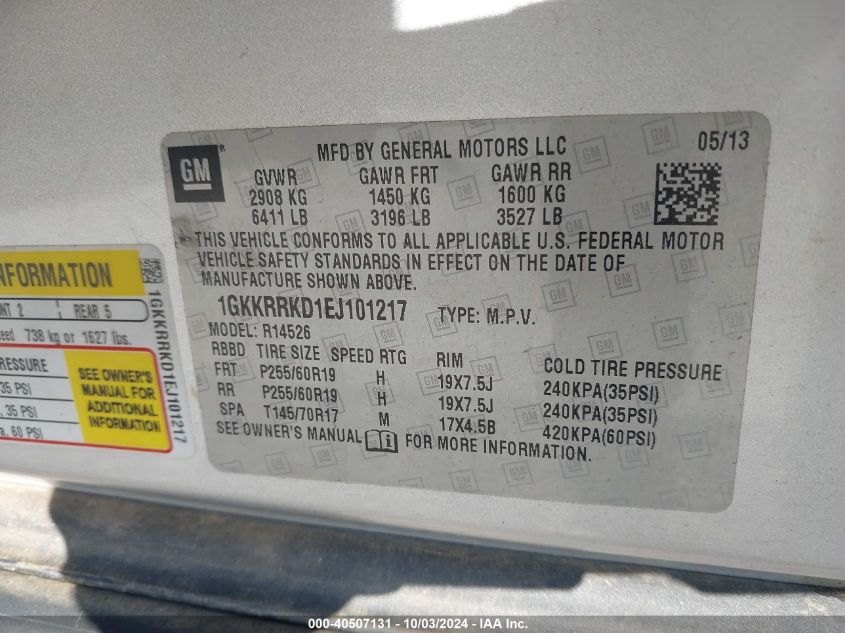 GM
MFD BY GENERAL MOTORS LLC
05/13
GVWR GAWR FRT GAWR RR
2908 KG 1450 KG 1600 KG
6411 LB 3196 LB 3527 LB
THIS VEHICLE CONFORMS TO ALL APPLICABLE U.S. FEDERAL MOTOR
VEHICLE SAFETY STANDARDS IN EFFECT ON THE DATE OF
MANUFACTURE SHOWN ABOVE.
1GKKRRKD1EJ101217 TYPE: M.P.V.
MODEL: R14526
RBBD TIRE SIZE SPEED RTG RIM COLD TIRE PRESSURE
FRT P255/60R19 H 19X7.5J 240KPA(35PSI)
RR P255/60R19 H 19X7.5J 240KPA(35PSI)
SPA T145/70R17 M 17X4.5B 420KPA(60PSI)
SEE OWNER'S MANUAL FOR MORE INFORMATION.
INFORMATION
2 REAR 5
738 kg or 1627 lbs.
PRESSURE
35 PSI
, 35 PSI
60 PSI
SEE OWNER'S
MANUAL FOR
ADDITIONAL
INFORMATION
1GKKRRKD1EJ101217
000-40507131 - 10/03/2024 - IAA Inc.